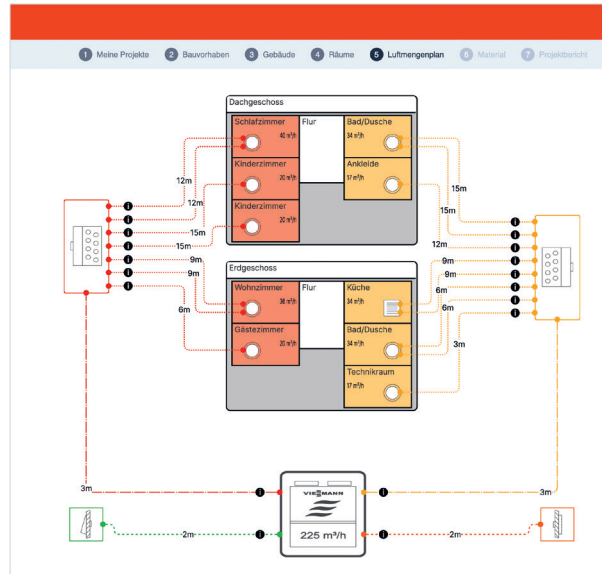 1 Meine Projekte 2 Bauvorhaben 3 Gebäude 4 Räume 5 Luftmengenplan 6 Material 7 Projektbericht
Dachgeschoss
Schlafzimmer Flur Bad/Dusche
40 m³/h 34 m³/h
Kinderzimmer Ankleide
20 m³/h 17 m³/h
Kinderzimmer
20 m³/h
12m
12m
15m
15m
9m
9m
6m
15m
15m
12m
9m
9m
6m
6m
3m
Erdgeschoss
Wohnzimmer Flur Küche
36 m³/h 34 m³/h
Gästezimmer Bad/Dusche
20 m³/h 34 m³/h
Technikraum
17 m³/h
3m 3m
VIESMANN
225 m³/h
2m 2m